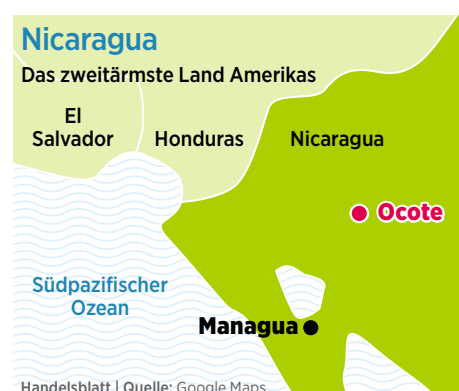 Nicaragua
Das zweitärmste Land Amerikas
El
Salvador
Honduras
Nicaragua
Ocote
Südpazifischer
Ozean
Managua
Handelsblatt | Quelle: Google Maps